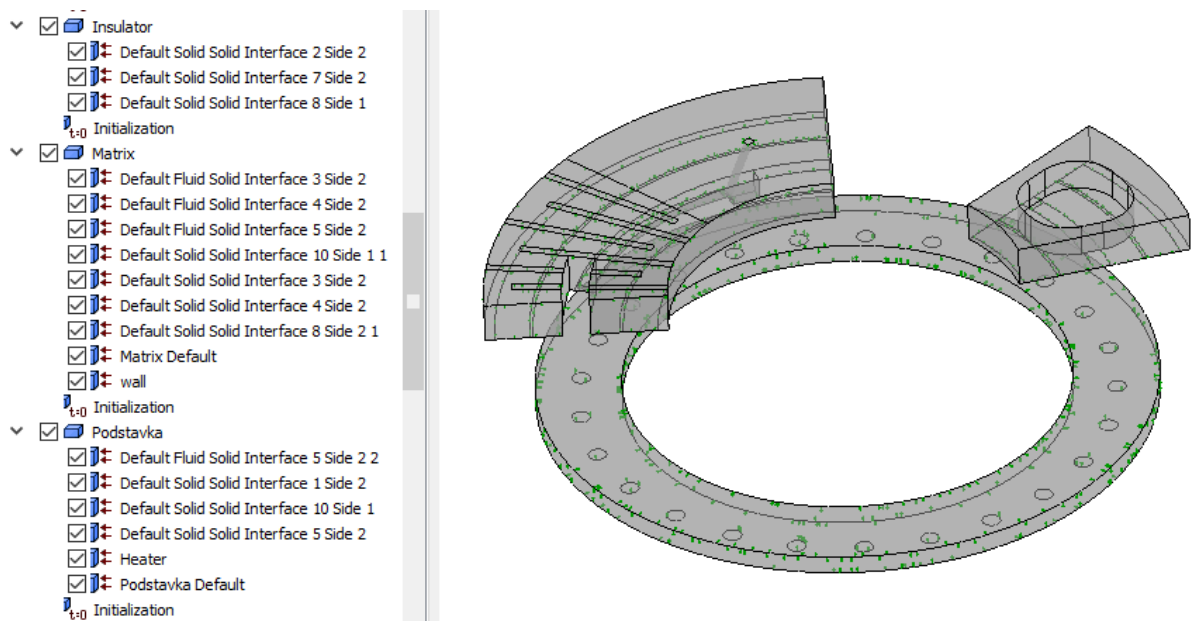 Insulator
Default Solid Solid Interface 2 Side 2
Default Solid Solid Interface 7 Side 2
Default Solid Solid Interface 8 Side 1
t=0 Initialization
Matrix
Default Fluid Solid Interface 3 Side 2
Default Fluid Solid Interface 4 Side 2
Default Fluid Solid Interface 5 Side 2
Default Solid Solid Interface 10 Side 1 1
Default Solid Solid Interface 3 Side 2
Default Solid Solid Interface 4 Side 2
Default Solid Solid Interface 8 Side 2 1
Matrix Default
wall
t=0 Initialization
Podstavka
Default Fluid Solid Interface 5 Side 2 2
Default Solid Solid Interface 1 Side 2
Default Solid Solid Interface 10 Side 1
Default Solid Solid Interface 5 Side 2
Heater
Podstavka Default
t=0 Initialization